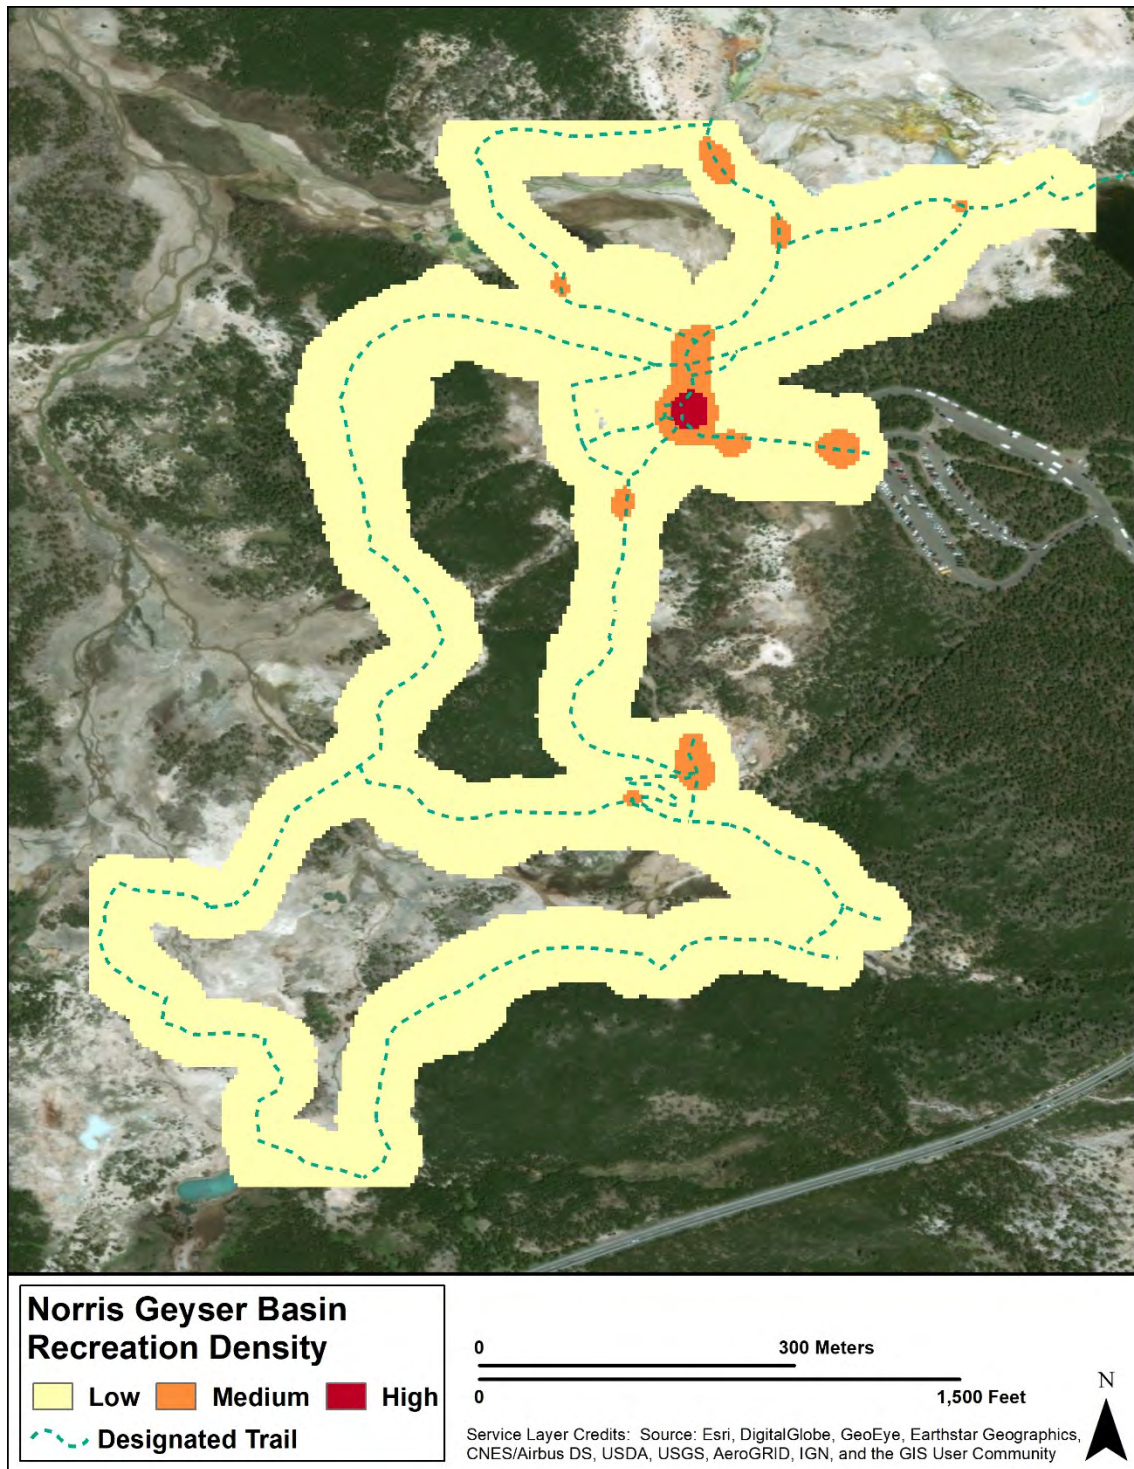 Norris Geyser Basin
Recreation Density
Low Medium High
Designated Trail
0 300 Meters
0 1,500 Feet
N
Service Layer Credits: Source: Esri, DigitalGlobe, GeoEye, Earthstar Geographics,
CNES/Airbus DS, USDA, USGS, AeroGRID, IGN, and the GIS User Community